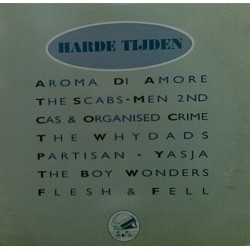 HARDE TIJDEN
AROMA DI AMORE
THE SCABS-MEN 2ND
CAS & ORGANISED CRIME
THE WHYDADS
PARTISAN - YASJA
THE BOY WONDERS
FLESH & FELL